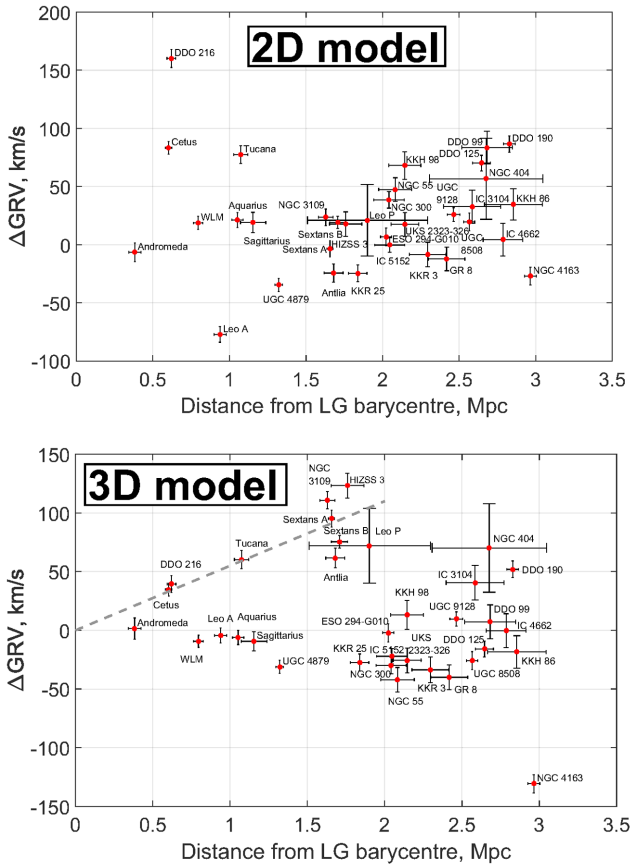 2D model
200
150
100
50
0
-50
-100
ΔGRV, km/s
DDO 216
Cetus
Tucana
DDO 99
DDO 190
DDO 125
KKH 98
NGC 404
NGC 55
UGC
9128
IC 3104
KKH 86
NGC 300
NGC 3109
Leo P
Aquarius
WLM
Sagittarius
Sextans B
UKS 2323-326
UGC
8508
HIZSS 3
ESO 294-G010
IC 4662
Sextans A
Andromeda
IC 5152
KKR 3
GR 8
Antlia
KKR 25
NGC 4163
UGC 4879
Leo A
0
0.5
1
1.5
2
2.5
3
3.5
Distance from LG barycentre, Mpc
3D model
150
100
50
0
-50
-100
-150
ΔGRV, km/s
NGC
3109
HIZSS 3
Sextans A
Sextans B
Leo P
Tucana
Antlia
NGC 404
DDO 216
DDO 190
IC 3104
Cetus
KKH 98
UGC 9128
DDO 99
Andromeda
Leo A
Aquarius
ESO 294-G010
IC 4662
Sagittarius
UKS
2323-326
DDO 125
WLM
KKR 25
IC 5152
UGC 4879
NGC 300
KKH 86
UGC 8508
KKR 3
GR 8
NGC 55
NGC 4163
0
0.5
1
1.5
2
2.5
3
3.5
Distance from LG barycentre, Mpc